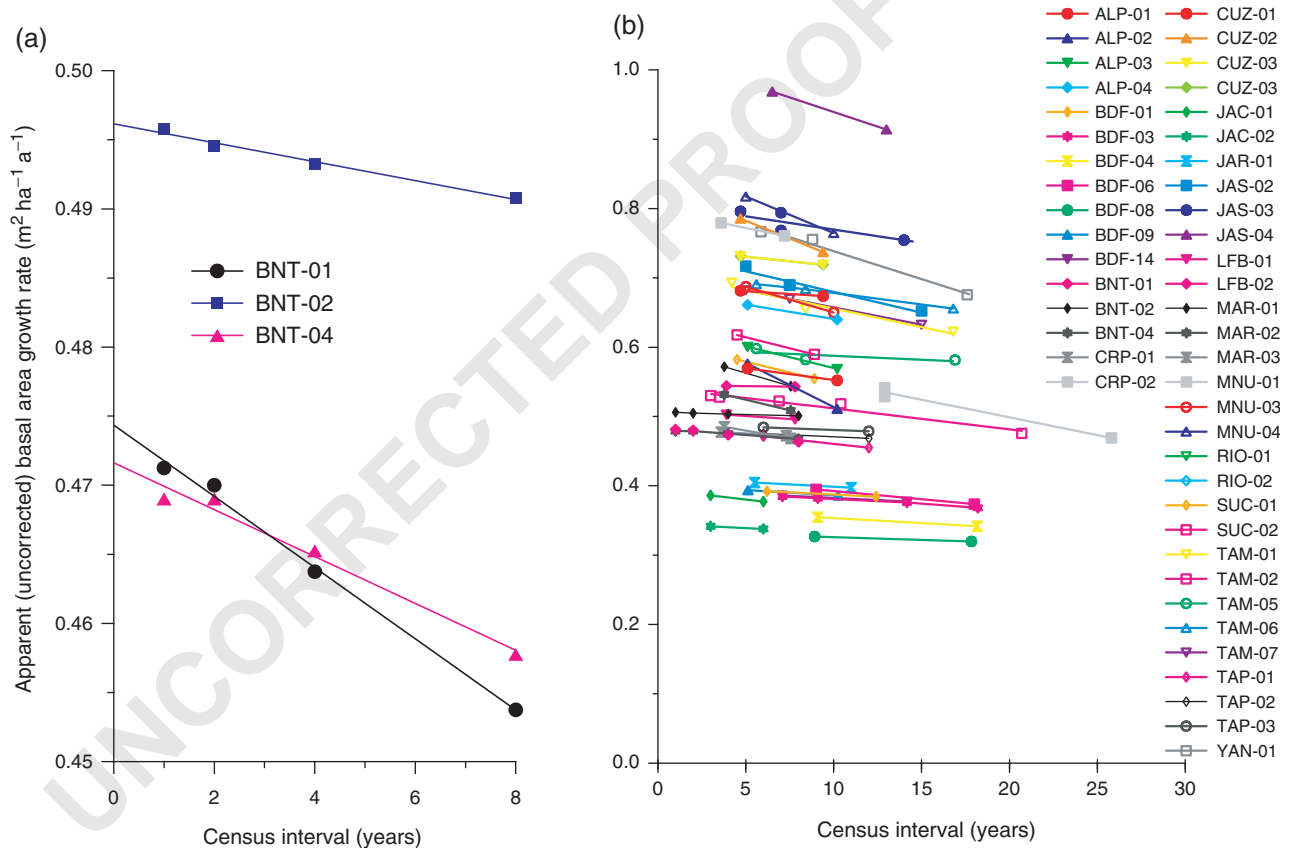 (a)
0.50
0.49
0.48
0.47
0.46
0.45
0
2
4
6
8
Apparent (uncorrected) basal area growth rate (m² ha⁻¹ a⁻¹)
Census interval (years)
BNT-01
BNT-02
BNT-04
(b)
1.0
0.8
0.6
0.4
0.2
0.0
0
5
10
15
20
25
30
Census interval (years)
ALP-01
ALP-02
ALP-03
ALP-04
BDF-01
BDF-03
BDF-04
BDF-06
BDF-08
BDF-09
BDF-14
BNT-01
BNT-02
BNT-04
CRP-01
CRP-02
CUZ-01
CUZ-02
CUZ-03
CUZ-03
JAC-01
JAC-02
JAR-01
JAS-02
JAS-03
JAS-04
LFB-01
LFB-02
MAR-01
MAR-02
MAR-03
MNU-01
MNU-03
MNU-04
RIO-01
RIO-02
SUC-01
SUC-02
TAM-01
TAM-02
TAM-05
TAM-06
TAM-07
TAP-01
TAP-02
TAP-03
YAN-01
UNCORRECTED PROOF